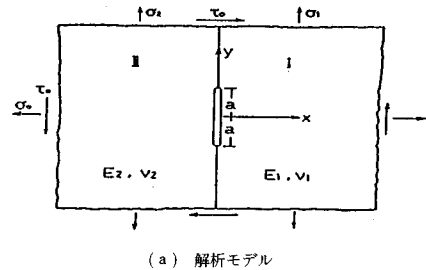 σ₂ τ₀ σ₁
II I
y
τ₀
σ₀
a
a
x
E₂, ν₂ E₁, ν₁
(a) 解析モデル